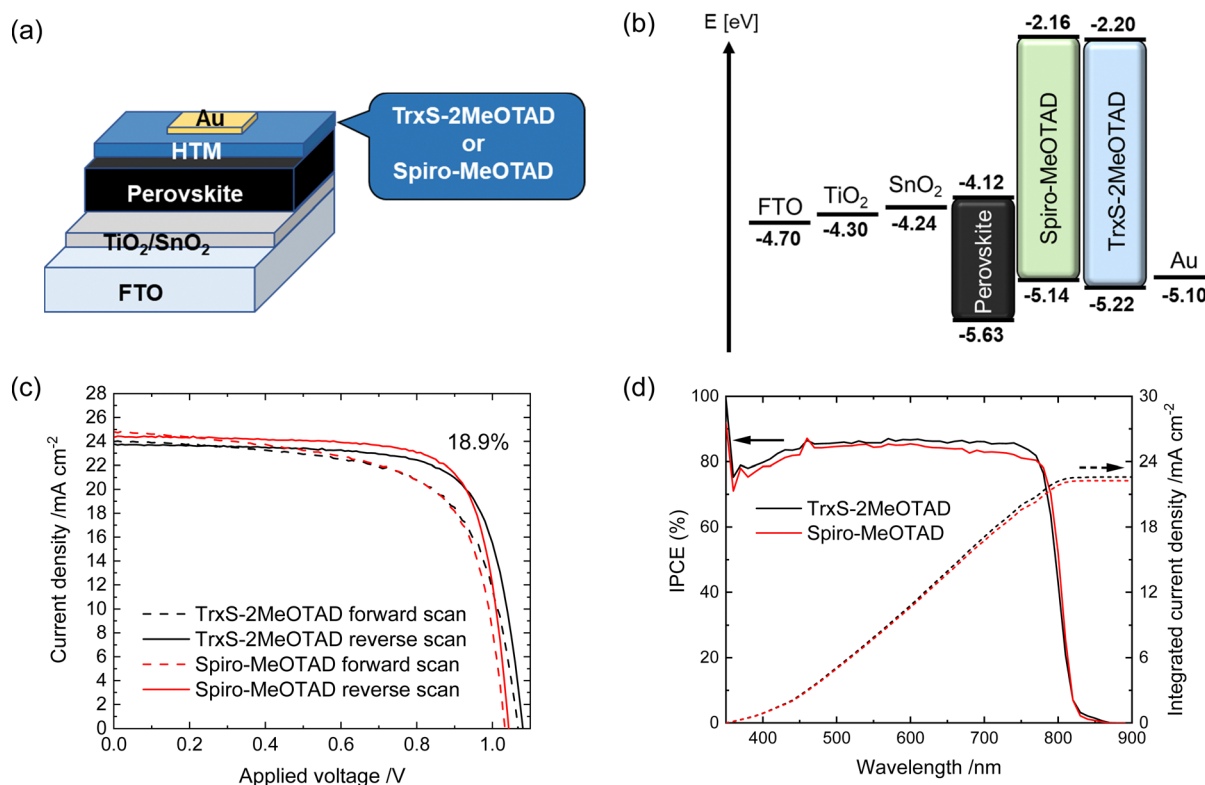 (a)
Au
HTM
Perovskite
TiO₂/SnO₂
FTO
TrxS-2MeOTAD
or
Spiro-MeOTAD
(b)
E [eV]
FTO
-4.70
TiO₂
-4.30
SnO₂
-4.24
-4.12
Perovskite
-5.63
-2.16
Spiro-MeOTAD
-5.14
-2.20
TrxS-2MeOTAD
-5.22
Au
-5.10
(c)
Current density /mA cm⁻²
28
26
24
22
20
18
16
14
12
10
8
6
4
2
0
18.9%
TrxS-2MeOTAD forward scan
TrxS-2MeOTAD reverse scan
Spiro-MeOTAD forward scan
Spiro-MeOTAD reverse scan
0.0 0.2 0.4 0.6 0.8 1.0
Applied voltage /V
(d)
IPCE (%)
100
80
60
40
20
0
TrxS-2MeOTAD
Spiro-MeOTAD
400 500 600 700 800 900
Wavelength /nm
30
24
18
12
6
0
Integrated current density /mA cm⁻²